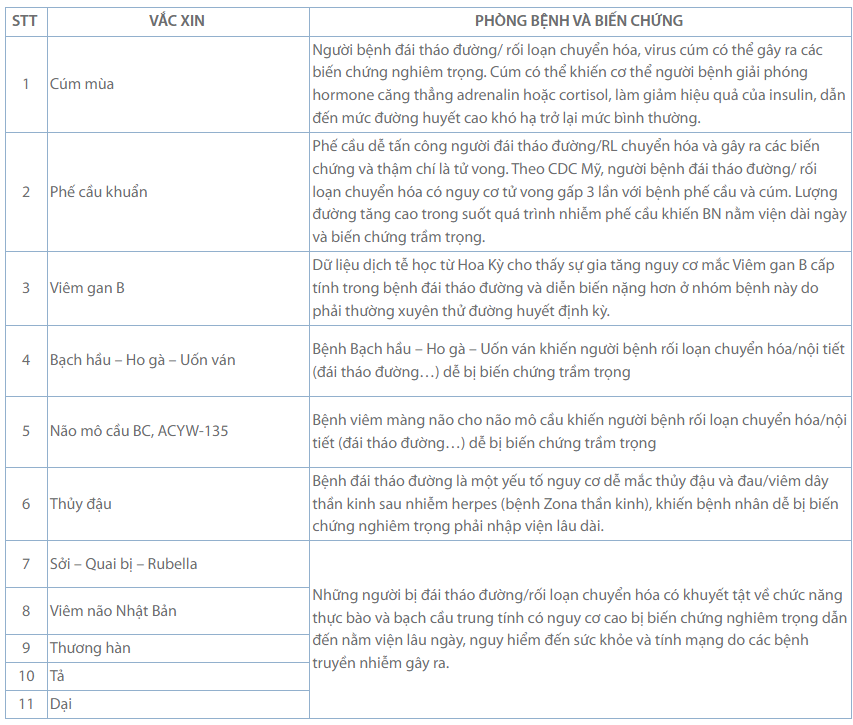 STT VẮC XIN PHÒNG BỆNH VÀ BIẾN CHỨNG
1 Cúm mùa
Người bệnh đái tháo đường/ rối loạn chuyển hóa, virus cúm có thể gây ra các
biến chứng nghiêm trọng. Cúm có thể khiến cơ thể người bệnh giải phóng
hormone căng thẳng adrenalin hoặc cortisol, làm giảm hiệu quả của insulin, dẫn
đến mức đường huyết cao khó hạ trở lại mức bình thường.
2 Phế cầu khuẩn
Phế cầu dễ tấn công người đái tháo đường/RL chuyển hóa và gây ra các biến
chứng và thậm chí là tử vong. Theo CDC Mỹ, người bệnh đái tháo đường/ rối
loạn chuyển hóa có nguy cơ tử vong gấp 3 lần với bệnh phế cầu và cúm. Lượng
đường tăng cao trong suốt quá trình nhiễm phế cầu khiến BN nằm viện dài ngày
và biến chứng trầm trọng.
3 Viêm gan B
Dữ liệu dịch tễ học từ Hoa Kỳ cho thấy sự gia tăng nguy cơ mắc Viêm gan B cấp
tính trong bệnh đái tháo đường và diễn biến nặng hơn ở nhóm bệnh này do
phải thường xuyên thử đường huyết định kỳ.
4 Bạch hầu – Ho gà – Uốn ván
Bệnh Bạch hầu – Ho gà – Uốn ván khiến người bệnh rối loạn chuyển hóa/nội tiết
(đái tháo đường…) dễ bị biến chứng trầm trọng
5 Não mô cầu BC, ACYW-135
Bệnh viêm màng não cho não mô cầu khiến người bệnh rối loạn chuyển hóa/nội
tiết (đái tháo đường…) dễ bị biến chứng trầm trọng
6 Thủy đậu
Bệnh đái tháo đường là một yếu tố nguy cơ dễ mắc thủy đậu và đau/viêm dây
thần kinh sau nhiễm herpes (bệnh Zona thần kinh), khiến bệnh nhân dễ bị biến
chứng nghiêm trọng phải nhập viện lâu dài.
7 Sởi – Quai bị – Rubella
8 Viêm não Nhật Bản
9 Thương hàn
10 Tả
11 Dại
Những người bị đái tháo đường/rối loạn chuyển hóa có khuyết tật về chức năng
thực bào và bạch cầu trung tính có nguy cơ cao bị biến chứng nghiêm trọng dẫn
đến nằm viện lâu ngày, nguy hiểm đến sức khỏe và tính mạng do các bệnh
truyền nhiễm gây ra.